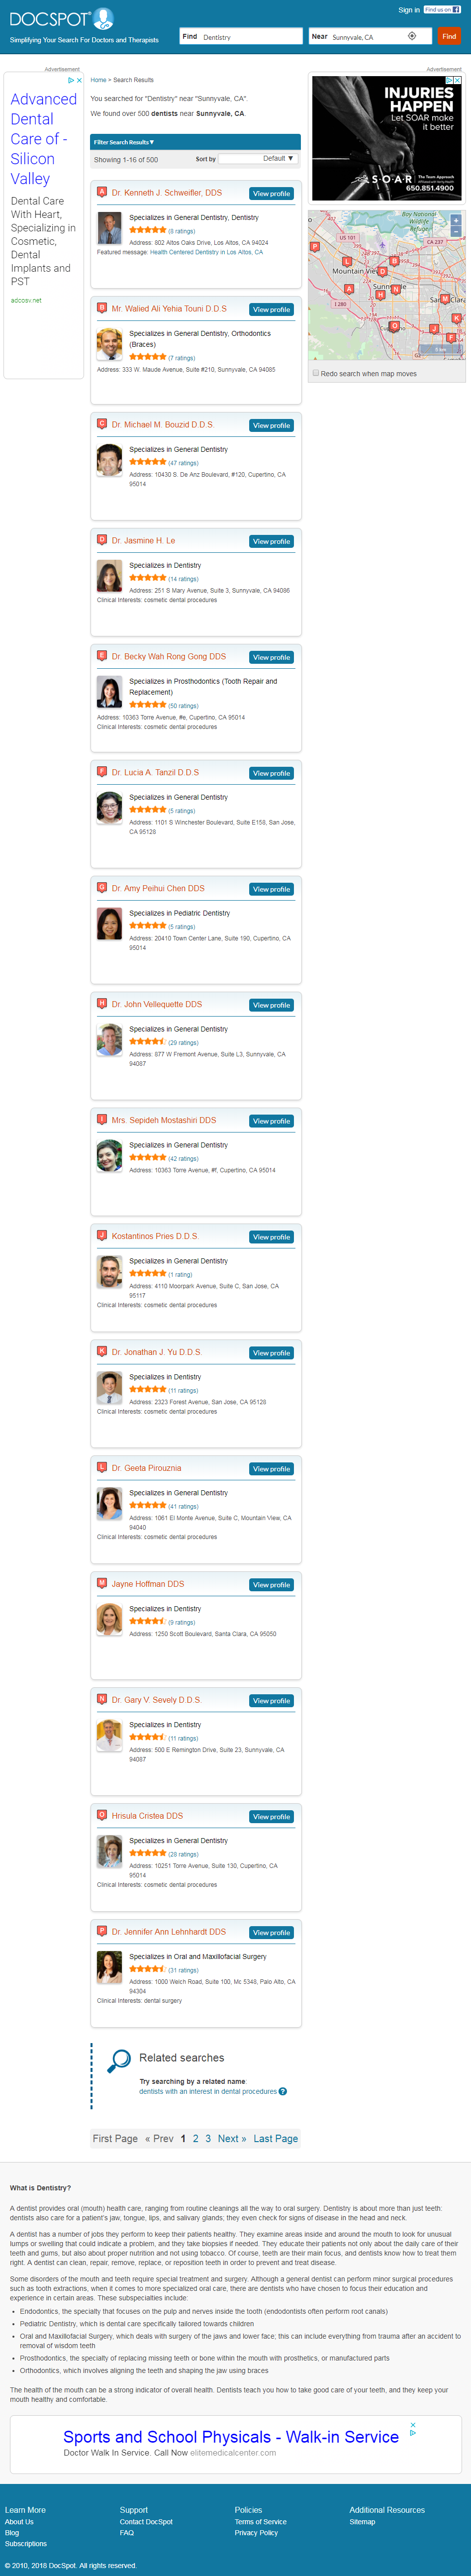 DOCSPOT®
Simplifying Your Search For Doctors and Therapists
Sign in
Find us on
Find Dentistry
Near Sunnyvale, CA
Find
Advertisement
Advanced
Dental
Care of -
Silicon
Valley
Dental Care
With Heart,
Specializing in
Cosmetic,
Dental
Implants and
PST
adcosv.net
Home > Search Results
You searched for "Dentistry" near "Sunnyvale, CA".
We found over 500 dentists near Sunnyvale, CA.
Filter Search Results▼
Showing 1-16 of 500
Sort by Default ▼
A Dr. Kenneth J. Schweifler, DDS
View profile
Specializes in General Dentistry, Dentistry
(8 ratings)
Address: 802 Altos Oaks Drive, Los Altos, CA 94024
Featured message: Health Centered Dentistry in Los Altos, CA
B Mr. Walied Ali Yehia Touni D.D.S
View profile
Specializes in General Dentistry, Orthodontics
(Braces)
(7 ratings)
Address: 333 W. Maude Avenue, Suite #210, Sunnyvale, CA 94085
C Dr. Michael M. Bouzid D.D.S.
View profile
Specializes in General Dentistry
(47 ratings)
Address: 10430 S. De Anz Boulevard, #120, Cupertino, CA
95014
D Dr. Jasmine H. Le
View profile
Specializes in Dentistry
(14 ratings)
Address: 251 S Mary Avenue, Suite 3, Sunnyvale, CA 94086
Clinical Interests: cosmetic dental procedures
E Dr. Becky Wah Rong Gong DDS
View profile
Specializes in Prosthodontics (Tooth Repair and
Replacement)
(50 ratings)
Address: 10363 Torre Avenue, #e, Cupertino, CA 95014
Clinical Interests: cosmetic dental procedures
F Dr. Lucia A. Tanzil D.D.S
View profile
Specializes in General Dentistry
(5 ratings)
Address: 1101 S Winchester Boulevard, Suite E158, San Jose,
CA 95128
G Dr. Amy Peihui Chen DDS
View profile
Specializes in Pediatric Dentistry
(5 ratings)
Address: 20410 Town Center Lane, Suite 190, Cupertino, CA
95014
H Dr. John Vellequette DDS
View profile
Specializes in General Dentistry
(29 ratings)
Address: 877 W Fremont Avenue, Suite L3, Sunnyvale, CA
94087
I Mrs. Sepideh Mostashiri DDS
View profile
Specializes in General Dentistry
(42 ratings)
Address: 10363 Torre Avenue, #f, Cupertino, CA 95014
J Kostantinos Pries D.D.S.
View profile
Specializes in General Dentistry
(1 rating)
Address: 4110 Moorpark Avenue, Suite C, San Jose, CA
95117
Clinical Interests: cosmetic dental procedures
K Dr. Jonathan J. Yu D.D.S.
View profile
Specializes in Dentistry
(11 ratings)
Address: 2323 Forest Avenue, San Jose, CA 95128
Clinical Interests: cosmetic dental procedures
L Dr. Geeta Pirouznia
View profile
Specializes in General Dentistry
(41 ratings)
Address: 1061 El Monte Avenue, Suite C, Mountain View, CA
94040
Clinical Interests: cosmetic dental procedures
M Jayne Hoffman DDS
View profile
Specializes in Dentistry
(9 ratings)
Address: 1250 Scott Boulevard, Santa Clara, CA 95050
N Dr. Gary V. Sevely D.D.S.
View profile
Specializes in Dentistry
(11 ratings)
Address: 500 E Remington Drive, Suite 23, Sunnyvale, CA
94087
O Hrisula Cristea DDS
View profile
Specializes in General Dentistry
(28 ratings)
Address: 10251 Torre Avenue, Suite 130, Cupertino, CA
95014
Clinical Interests: cosmetic dental procedures
P Dr. Jennifer Ann Lehnhardt DDS
View profile
Specializes in Oral and Maxillofacial Surgery
(31 ratings)
Address: 1000 Welch Road, Suite 100, Mc 5348, Palo Alto, CA
94304
Clinical Interests: dental surgery
Related searches
Try searching by a related name:
dentists with an interest in dental procedures ?
First Page « Prev 1 2 3 Next » Last Page
Advertisement
INJURIES
HAPPEN
Let SOAR make
it better
S·O·A·R
The Team Approach
650.851.4900
Bay National
Wildlife
Refuge
US 101
CA 237
Mountain View
Sunnyvale
I 280
P
L
B
D
A
N
H
M
O
K
J
F
+
−
Redo search when map moves
What is Dentistry?
A dentist provides oral (mouth) health care, ranging from routine cleanings all the way to oral surgery. Dentistry is about more than just teeth:
dentists also care for a patient's jaw, tongue, lips, and salivary glands; they even check for signs of disease in the head and neck.
A dentist has a number of jobs they perform to keep their patients healthy. They examine areas inside and around the mouth to look for unusual
lumps or swelling that could indicate a problem, and they take biopsies if needed. They educate their patients not only about the daily care of their
teeth and gums, but also about proper nutrition and not using tobacco. Of course, teeth are their main focus, and dentists know how to treat them
right. A dentist can clean, repair, remove, replace, or reposition teeth in order to prevent and treat disease.
Some disorders of the mouth and teeth require special treatment and surgery. Although a general dentist can perform minor surgical procedures
such as tooth extractions, when it comes to more specialized oral care, there are dentists who have chosen to focus their education and
experience in certain areas. These subspecialties include:
• Endodontics, the specialty that focuses on the pulp and nerves inside the tooth (endodontists often perform root canals)
• Pediatric Dentistry, which is dental care specifically tailored towards children
• Oral and Maxillofacial Surgery, which deals with surgery of the jaws and lower face; this can include everything from trauma after an accident to
removal of wisdom teeth
• Prosthodontics, the specialty of replacing missing teeth or bone within the mouth with prosthetics, or manufactured parts
• Orthodontics, which involves aligning the teeth and shaping the jaw using braces
The health of the mouth can be a strong indicator of overall health. Dentists teach you how to take good care of your teeth, and they keep your
mouth healthy and comfortable.
Sports and School Physicals - Walk-in Service
Doctor Walk In Service. Call Now elitemedicalcenter.com
Learn More
About Us
Blog
Subscriptions
Support
Contact DocSpot
FAQ
Policies
Terms of Service
Privacy Policy
Additional Resources
Sitemap
© 2010, 2018 DocSpot. All rights reserved.